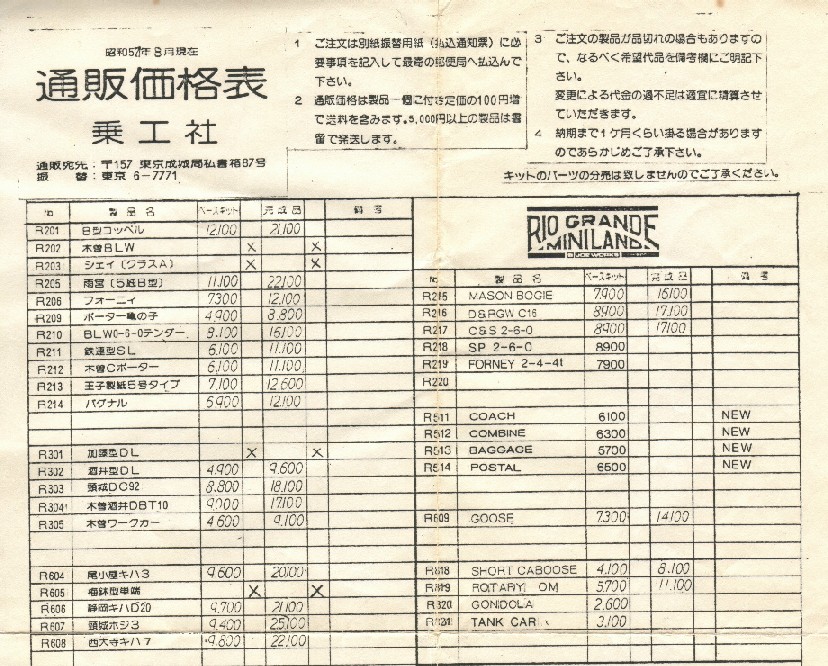 昭和57年8月現在
通販価格表
乗工社
通販宛先:〒157 東京成城局私書箱87号
振 替:東京 6-7771
1 ご注文は別紙振替用紙(払込通知票)に必
要事項を記入して最寄の郵便局へ払込んで
下さい。
2 通販価格は製品一個に付き定価の100円増
で送料を含みます。5,000円以上の製品は書
留で発送します。
3 ご注文の製品が品切れの場合もありますの
で、なるべく希望代品を備考欄にご明記下
さい。
変更による代金の過不足は適宜に精算させ
ていただきます。
4 納期まで1ケ月くらい掛る場合があります
のであらかじめご了承下さい。
キットのパーツの分売は致しませんのでご了承ください。
No 製品名 ベースキット 完成品 備考
R201 B型コッペル 12,100 21,100
R202 木曽BLW × ×
R203 シェイ(クラスA) × ×
R205 雨宮(5続B型) 11,100 22,100
R206 フォーニィ 7300 12,100
R209 ポーター亀の子 4,900 8,800
R210 BLW0-6-0テンダー 8,100 16,100
R211 鉄連型SL 6,100 11,100
R212 木曽Cポーター 6,100 11,100
R213 王子製紙5号タイプ 7,100 12,600
R214 バグナル 5,900 12,100
R301 加藤型DL × ×
R302 酒井型DL 4,900 9,600
R303 頸城DC92 8,800 18,100
R304 木曽酒井DBT10 9,000 17,100
R305 木曽ワークカー 4,600 9,100
R604 尾小屋キハ3 9,600 20,100
R605 梅鉢型単端 × ×
R606 静岡キハD20 9,700 21,100
R607 頸城ホジ3 9,400 25,100
R608 西大寺キハ7 9,800 22,100
RIO GRANDE
MINILAND
JOE WORKS
No 製品名 ベースキット 完成品 備考
R215 MASON BOGIE 7,900 16,100
R216 D&RGW C16 8,900 17,100
R217 C&S 2-6-0 8,900 17,100
R218 SP 2-6-0 8900
R219 FORNEY 2-4-4t 7900
R220
R511 COACH 6100 NEW
R512 COMBINE 6300 NEW
R513 BAGGAGE 5700 NEW
R514 POSTAL 6500 NEW
R609 GOOSE 7,300 14,100
R818 SHORT CABOOSE 4,100 8,100
R819 ROTARY OM 5,700 11,100
R820 GONDOLA 2,600
R821 TANK CAR 3,100